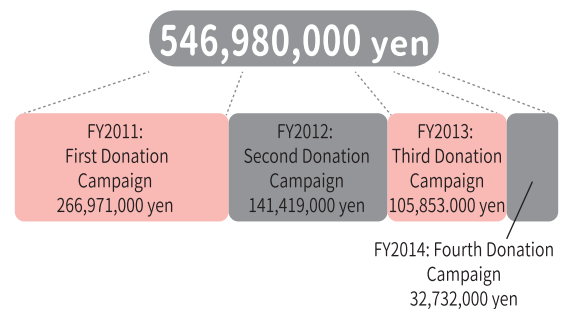 546,980,000 yen
FY2011:
First Donation
Campaign
266,971,000 yen
FY2012:
Second Donation
Campaign
141,419,000 yen
FY2013:
Third Donation
Campaign
105,853.000 yen
FY2014: Fourth Donation
Campaign
32,732,000 yen